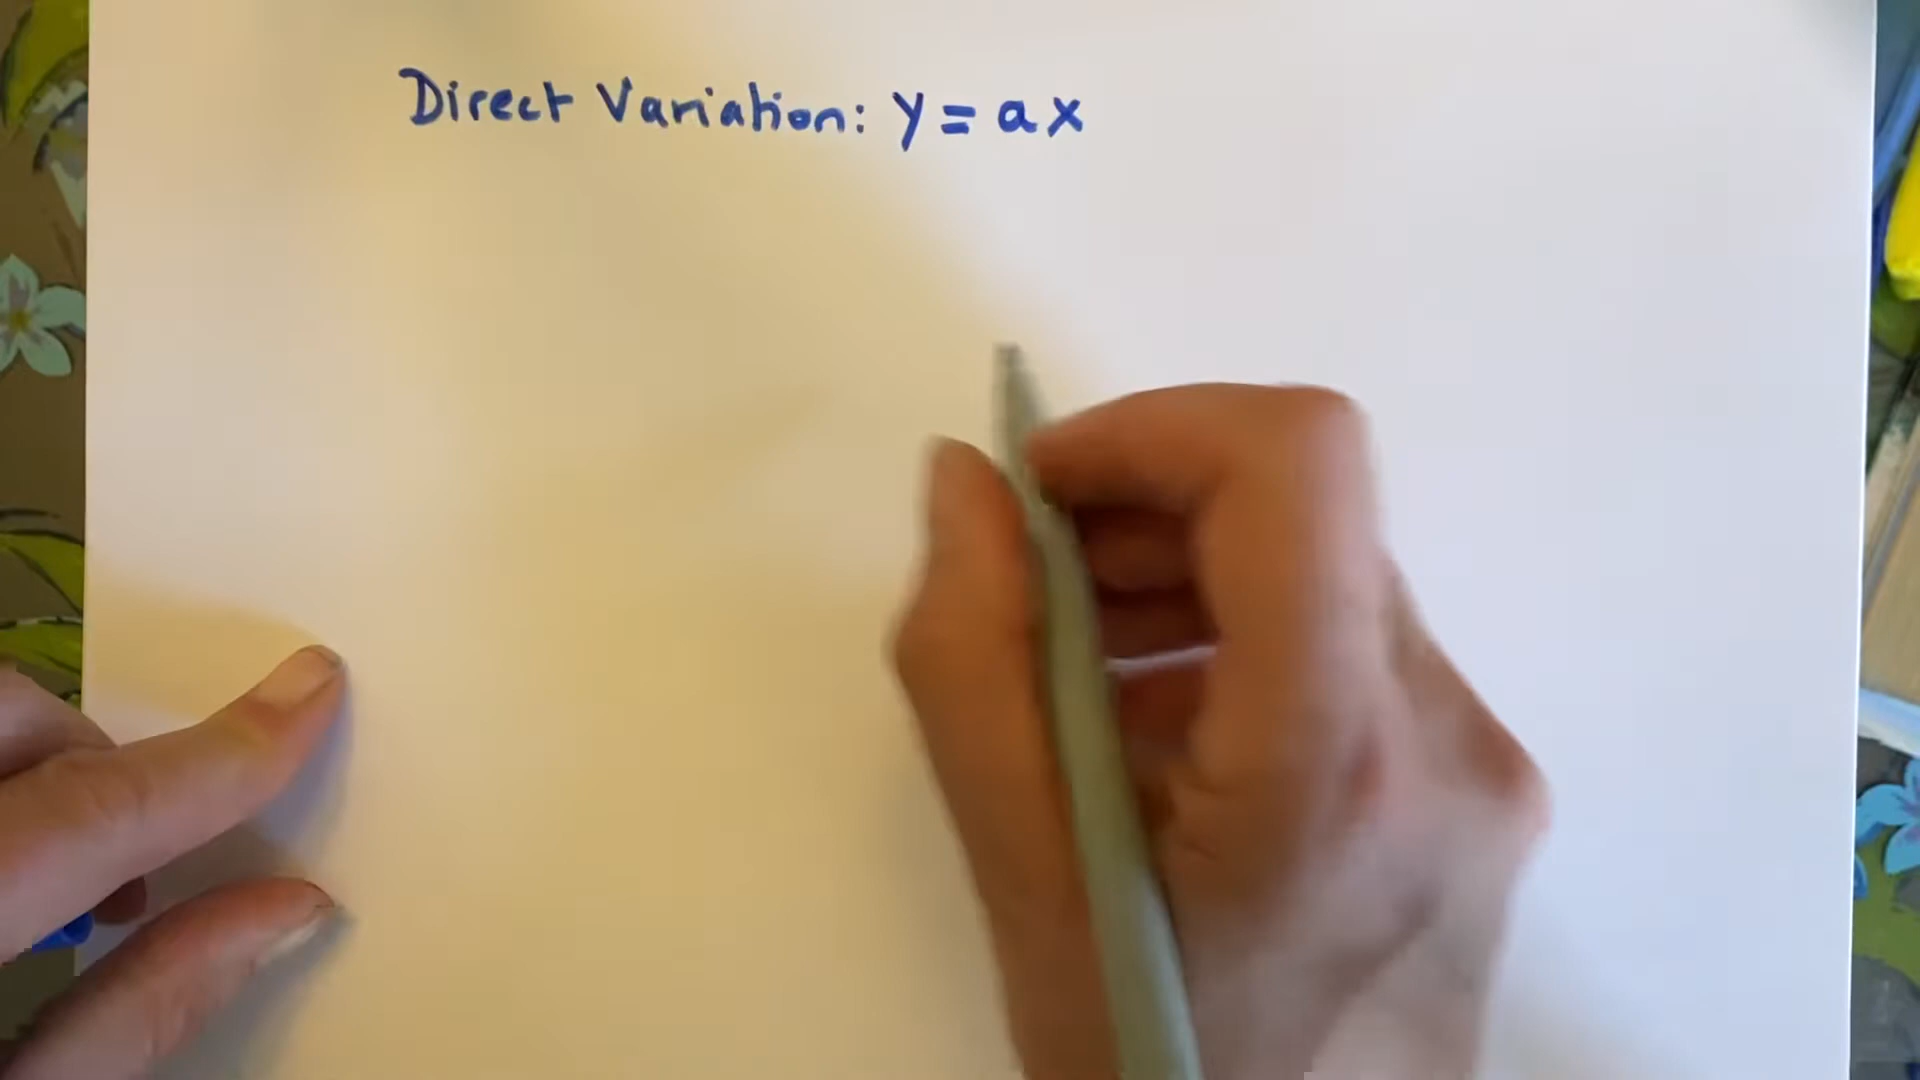 Direct Variation: y = ax